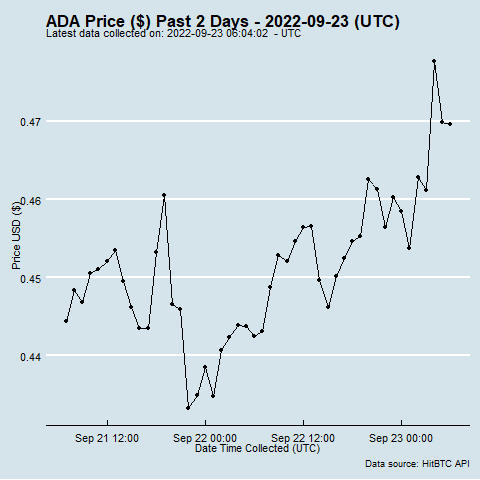 ADA Price ($) Past 2 Days - 2022-09-23 (UTC)
Latest data collected on: 2022-09-23 06:04:02 - UTC
0.47
0.46
0.45
0.44
Price USD ($)
Sep 21 12:00
Sep 22 00:00
Sep 22 12:00
Sep 23 00:00
Date Time Collected (UTC)
Data source: HitBTC API